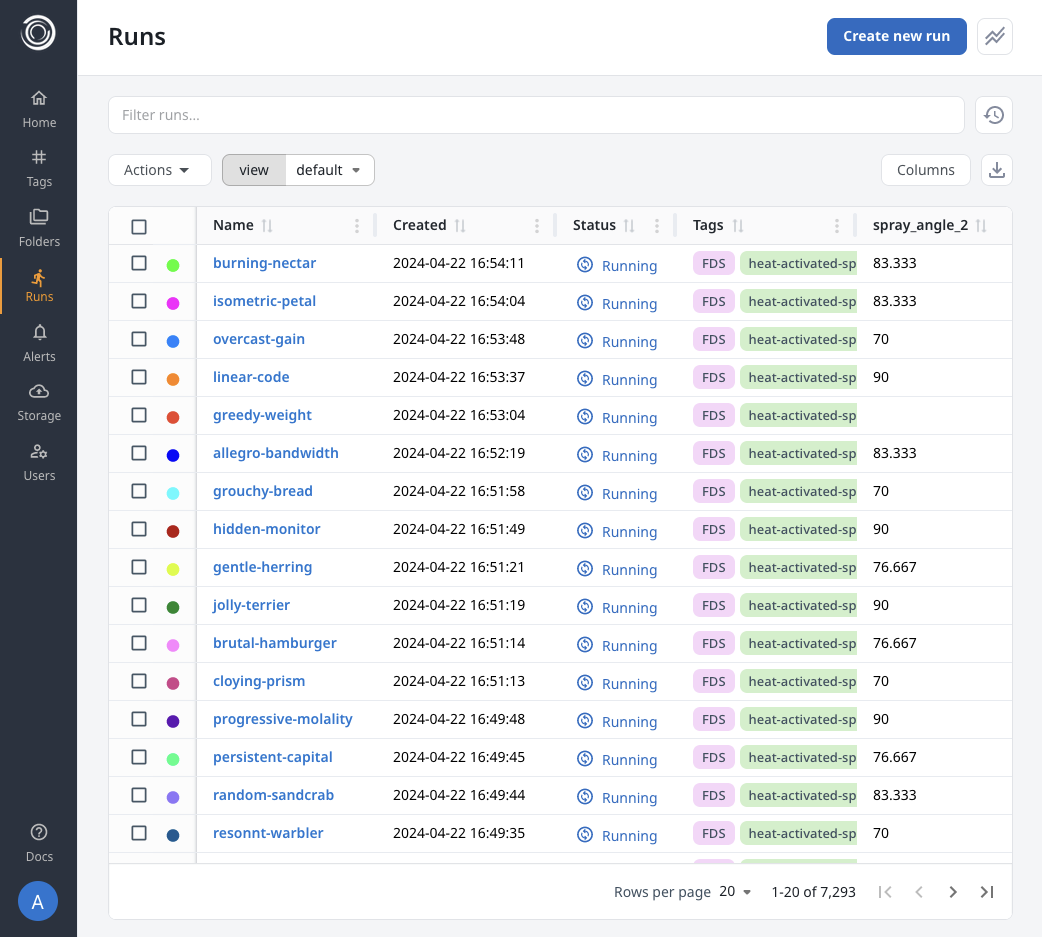 Runs
Create new run
Home
Tags
Folders
Runs
Alerts
Storage
Users
Docs
A
Filter runs...
Actions view default Columns
Name Created Status Tags spray_angle_2
burning-nectar 2024-04-22 16:54:11 Running FDS heat-activated-sp 83.333
isometric-petal 2024-04-22 16:54:04 Running FDS heat-activated-sp 83.333
overcast-gain 2024-04-22 16:53:48 Running FDS heat-activated-sp 70
linear-code 2024-04-22 16:53:37 Running FDS heat-activated-sp 90
greedy-weight 2024-04-22 16:53:04 Running FDS heat-activated-sp
allegro-bandwidth 2024-04-22 16:52:19 Running FDS heat-activated-sp 83.333
grouchy-bread 2024-04-22 16:51:58 Running FDS heat-activated-sp 70
hidden-monitor 2024-04-22 16:51:49 Running FDS heat-activated-sp 90
gentle-herring 2024-04-22 16:51:21 Running FDS heat-activated-sp 76.667
jolly-terrier 2024-04-22 16:51:19 Running FDS heat-activated-sp 90
brutal-hamburger 2024-04-22 16:51:14 Running FDS heat-activated-sp 76.667
cloying-prism 2024-04-22 16:51:13 Running FDS heat-activated-sp 70
progressive-molality 2024-04-22 16:49:48 Running FDS heat-activated-sp 90
persistent-capital 2024-04-22 16:49:45 Running FDS heat-activated-sp 76.667
random-sandcrab 2024-04-22 16:49:44 Running FDS heat-activated-sp 83.333
resonnt-warbler 2024-04-22 16:49:35 Running FDS heat-activated-sp 70
Rows per page 20 1-20 of 7,293